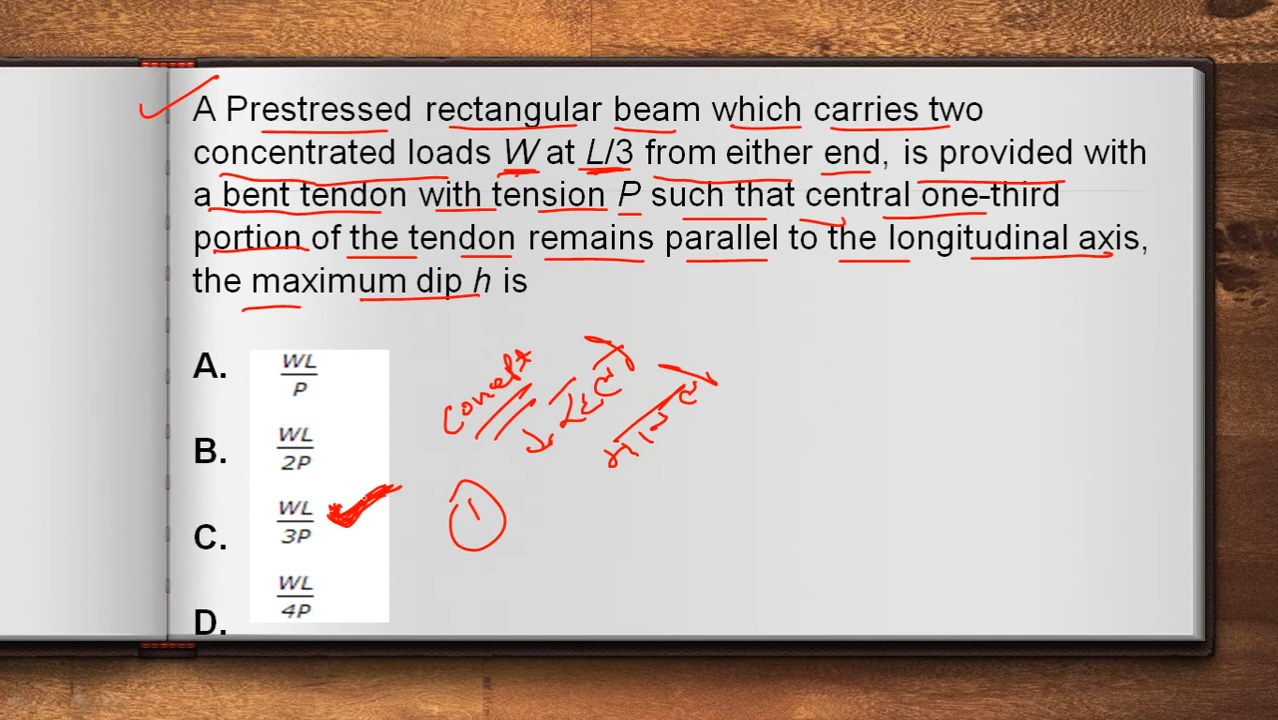 A Prestressed rectangular beam which carries two
concentrated loads W at L/3 from either end, is provided with
a bent tendon with tension P such that central one-third
portion of the tendon remains parallel to the longitudinal axis,
the maximum dip h is
A. WL/P
B. WL/2P
C. WL/3P
D. WL/4P
Concept
1